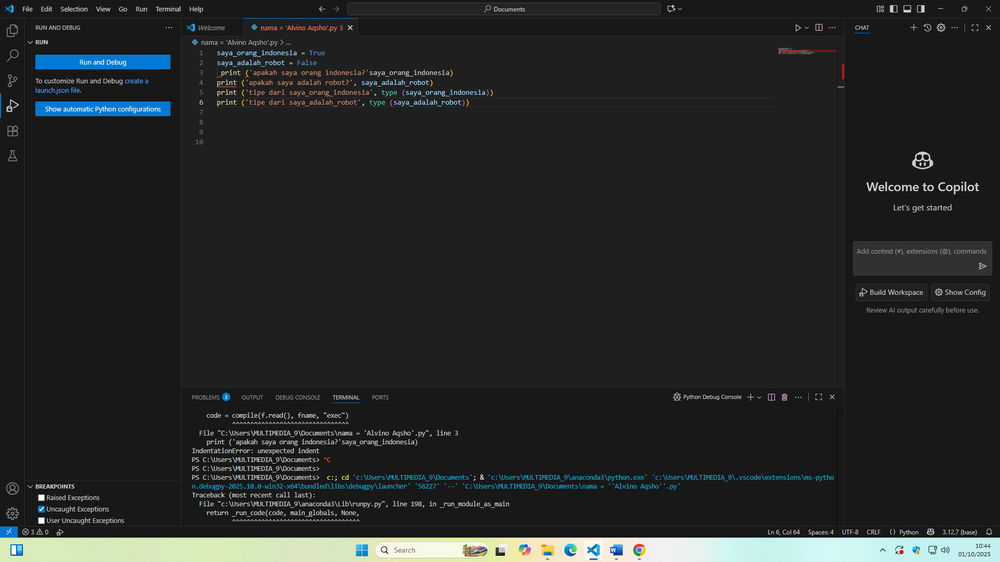 File Edit Selection View Go Run Terminal Help
Documents
RUN AND DEBUG
RUN
Run and Debug
To customize Run and Debug create a
launch.json file.
Show automatic Python configurations
Welcome
nama = 'Alvino Aqsho'.py 3
nama = 'Alvino Aqsho'.py > ...
1 saya_orang_indonesia = True
2 saya_adalah_robot = False
3  print ('apakah saya orang indonesia?'saya_orang_indonesia)
4 print ('apakah saya adalah robot?', saya_adalah_robot)
5 print ('tipe dari saya_orang_indonesia', type (saya_orang_indonesia))
6 print ('tipe dari saya_adalah_robot', type (saya_adalah_robot))
7
8
9
10
CHAT
Welcome to Copilot
Let's get started
Add context (#), extensions (@), commands
Build Workspace
Show Config
Review AI output carefully before use.
PROBLEMS 3 OUTPUT DEBUG CONSOLE TERMINAL PORTS
Python Debug Console
code = compile(f.read(), fname, "exec")
^^^^^^^^^^^^^^^^^^^^^^^^^^^^^^^^
File "C:\Users\MULTIMEDIA_9\Documents\nama = 'Alvino Aqsho'.py", line 3
print ('apakah saya orang indonesia?'saya_orang_indonesia)
IndentationError: unexpected indent
PS C:\Users\MULTIMEDIA_9\Documents> ^C
PS C:\Users\MULTIMEDIA_9\Documents>
PS C:\Users\MULTIMEDIA_9\Documents>  c:; cd 'c:\Users\MULTIMEDIA_9\Documents'; & 'c:\Users\MULTIMEDIA_9\anaconda3\python.exe' 'c:\Users\MULTIMEDIA_9\.vscode\extensions\ms-pytho
n.debugpy-2025.10.0-win32-x64\bundled\libs\debugpy\launcher' '56227' '--' 'C:\Users\MULTIMEDIA_9\Documents\nama = ''Alvino Aqsho''.py'
Traceback (most recent call last):
File "c:\Users\MULTIMEDIA_9\anaconda3\Lib\runpy.py", line 198, in _run_module_as_main
return _run_code(code, main_globals, None,
^^^^^^^^^^^^^^^^^^^^^^^^^^^^^^^^^^^
BREAKPOINTS
Raised Exceptions
Uncaught Exceptions
User Uncaught Exceptions
3 0
Ln 6, Col 64 Spaces: 4 UTF-8 CRLF {} Python 3.12.7 (base)
Search
10:44
01/10/2025